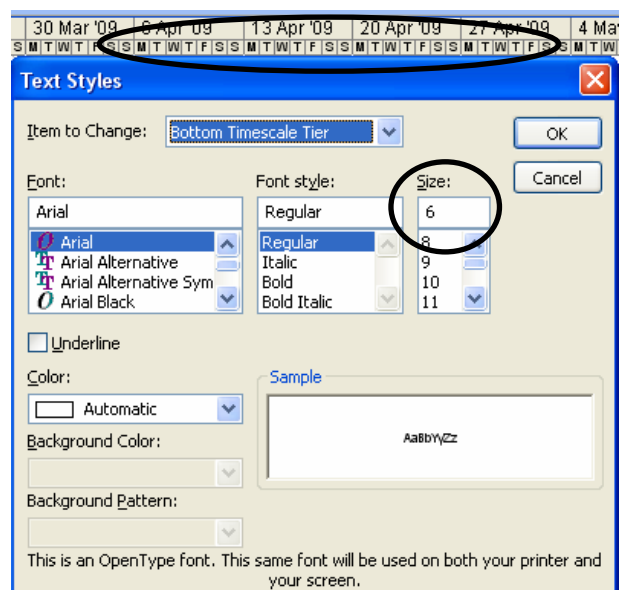 30 Mar '09 6 Apr '09 13 Apr '09 20 Apr '09 27 Apr '09 4 Ma
S M T W T F S S M T W T F S S M T W T F S S M T W T F S S M T W T F S S M T W
Text Styles
Item to Change: Bottom Timescale Tier OK
Font: Font style: Size: Cancel
Arial Regular 6
Arial Regular 8
Arial Alternative Italic 9
Arial Alternative Sym Bold 10
Arial Black Bold Italic 11
Underline
Color: Sample
Automatic
AaBbYyZz
Background Color:
Background Pattern:
This is an OpenType font. This same font will be used on both your printer and
your screen.